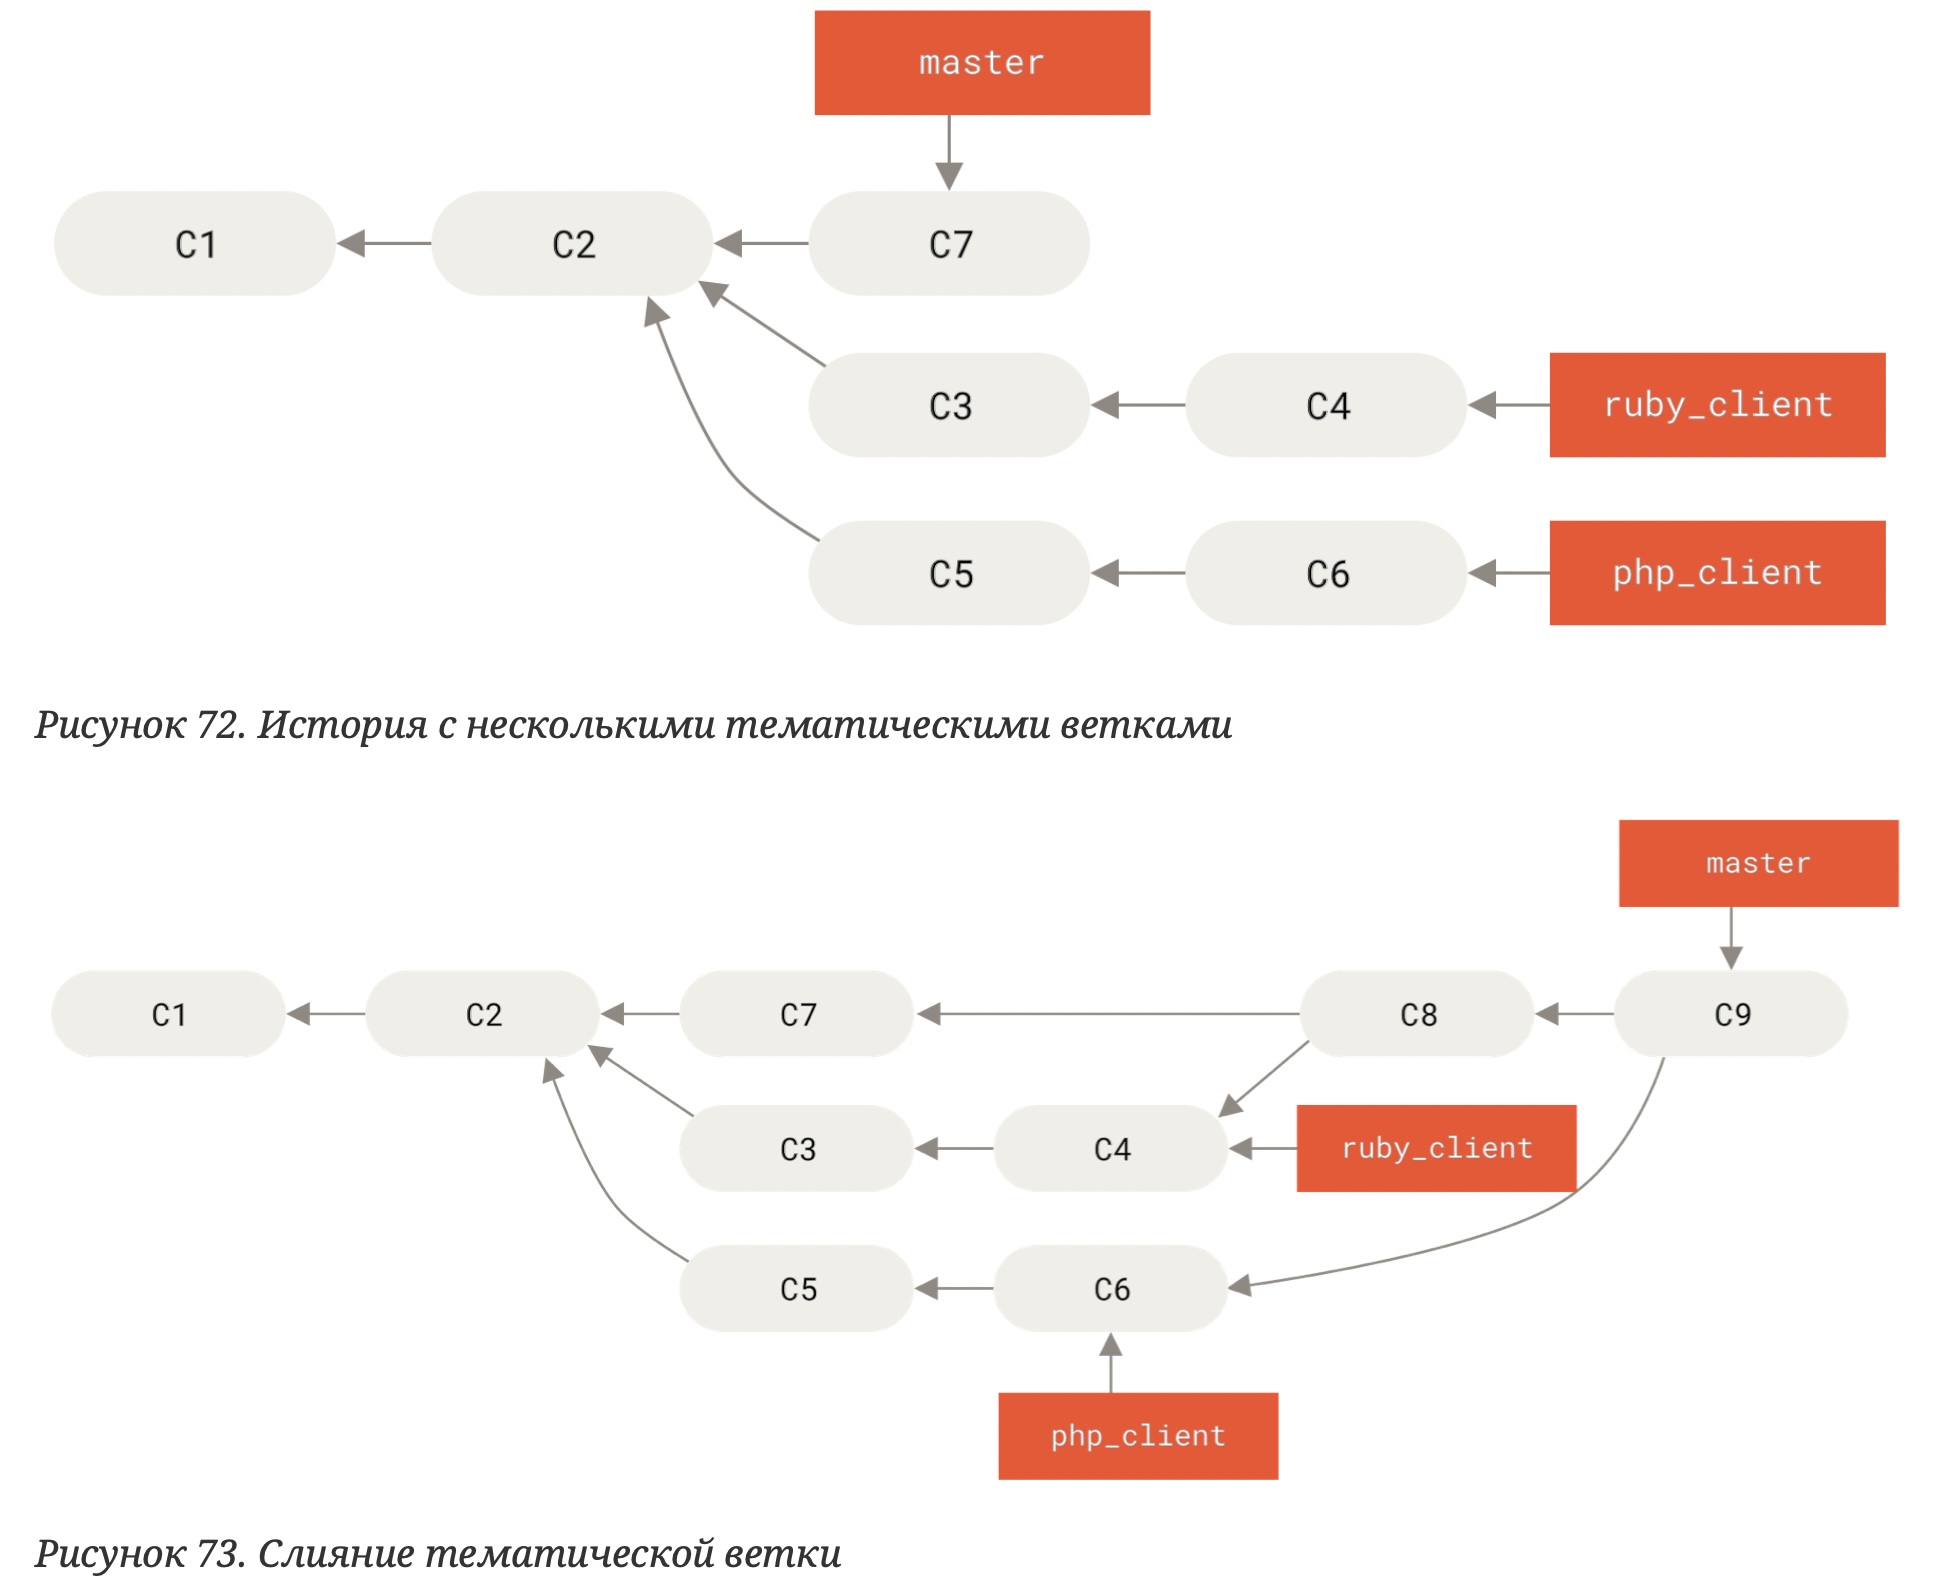 master
C1 C2 C7
C3 C4 ruby_client
C5 C6 php_client
Рисунок 72. История с несколькими тематическими ветками
master
C1 C2 C7 C8 C9
C3 C4 ruby_client
C5 C6
php_client
Рисунок 73. Слияние тематической ветки